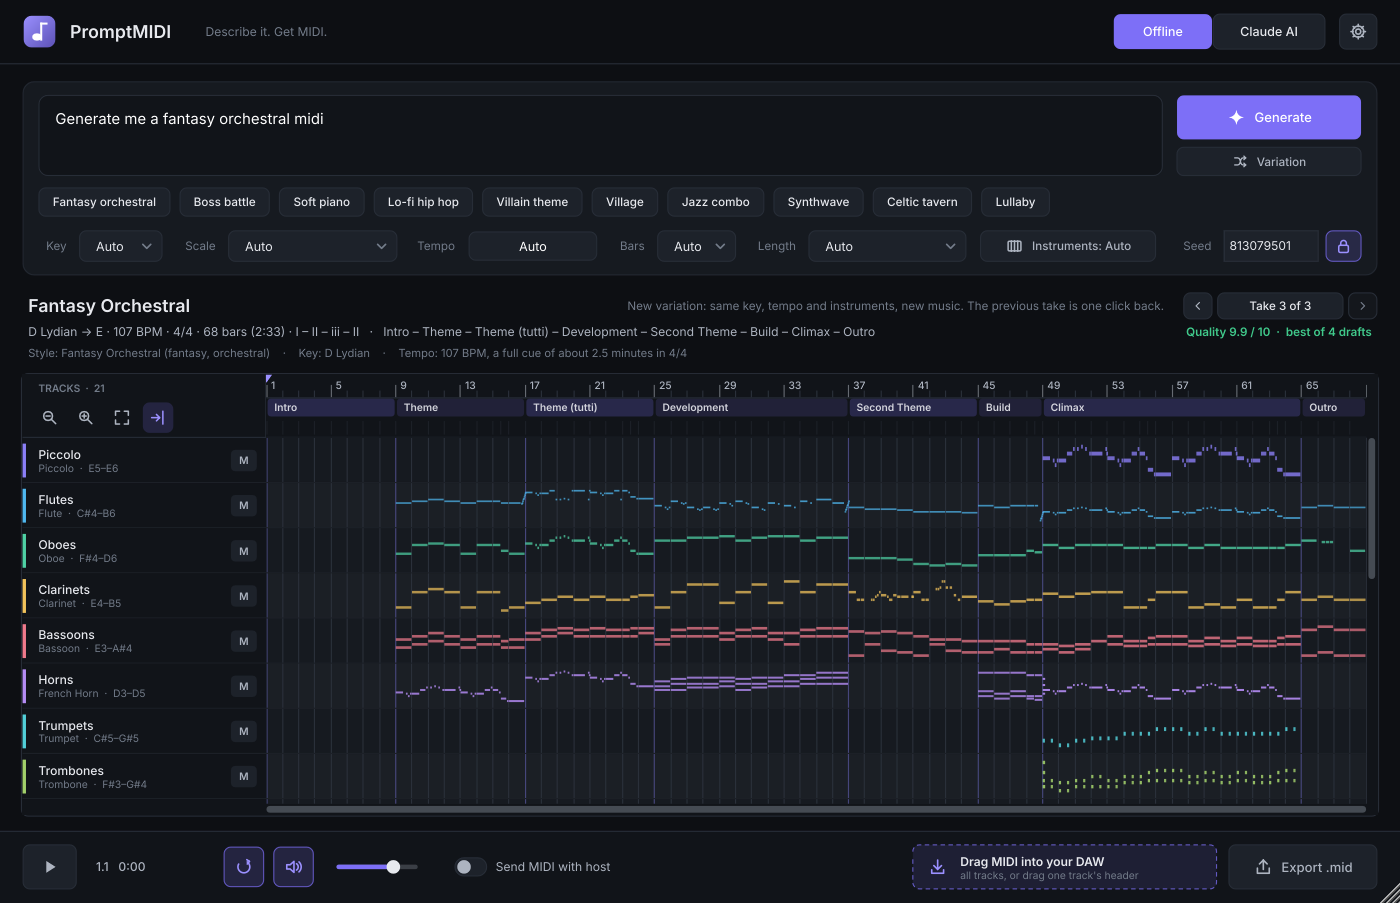 PromptMIDI Describe it. Get MIDI. Offline Claude AI
Generate me a fantasy orchestral midi
Generate
Variation
Fantasy orchestral Boss battle Soft piano Lo-fi hip hop Villain theme Village Jazz combo Synthwave Celtic tavern Lullaby
Key Auto Scale Auto Tempo Auto Bars Auto Length Auto Instruments: Auto Seed 813079501
Fantasy Orchestral New variation: same key, tempo and instruments, new music. The previous take is one click back. Take 3 of 3
D Lydian → E · 107 BPM · 4/4 · 68 bars (2:33) · I – II – iii – II · Intro – Theme – Theme (tutti) – Development – Second Theme – Build – Climax – Outro Quality 9.9 / 10 · best of 4 drafts
Style: Fantasy Orchestral (fantasy, orchestral) · Key: D Lydian · Tempo: 107 BPM, a full cue of about 2.5 minutes in 4/4
TRACKS · 21 1 5 9 13 17 21 25 29 33 37 41 45 49 53 57 61 65
Intro Theme Theme (tutti) Development Second Theme Build Climax Outro
Piccolo M
Piccolo · E5–E6
Flutes M
Flute · C#4–B6
Oboes M
Oboe · F#4–D6
Clarinets M
Clarinet · E4–B5
Bassoons M
Bassoon · E3–A#4
Horns M
French Horn · D3–D5
Trumpets M
Trumpet · C#5–G#5
Trombones M
Trombone · F#3–G#4
1.1 0:00 Send MIDI with host
Drag MIDI into your DAW
all tracks, or drag one track's header
Export .mid